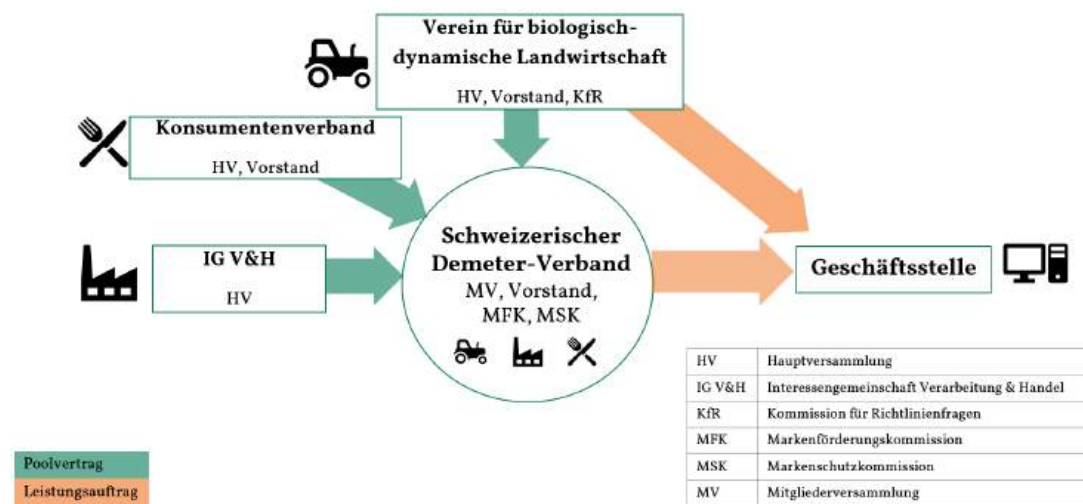 Verein für biologisch-
dynamische Landwirtschaft
HV, Vorstand, KfR
Konsumentenverband
HV, Vorstand
IG V&H
HV
Schweizerischer
Demeter-Verband
MV, Vorstand,
MFK, MSK
Geschäftsstelle
HV Hauptversammlung
IG V&H Interessengemeinschaft Verarbeitung & Handel
KfR Kommission für Richtlinienfragen
MFK Markenförderungskommission
MSK Markenschutzkommission
MV Mitgliederversammlung
Poolvertrag
Leistungsauftrag